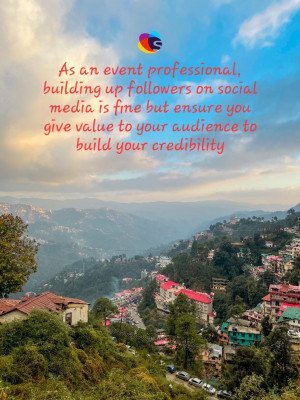 As an event professional,
building up followers on social
media is fine but ensure you
give value to your audience to
build your credibility